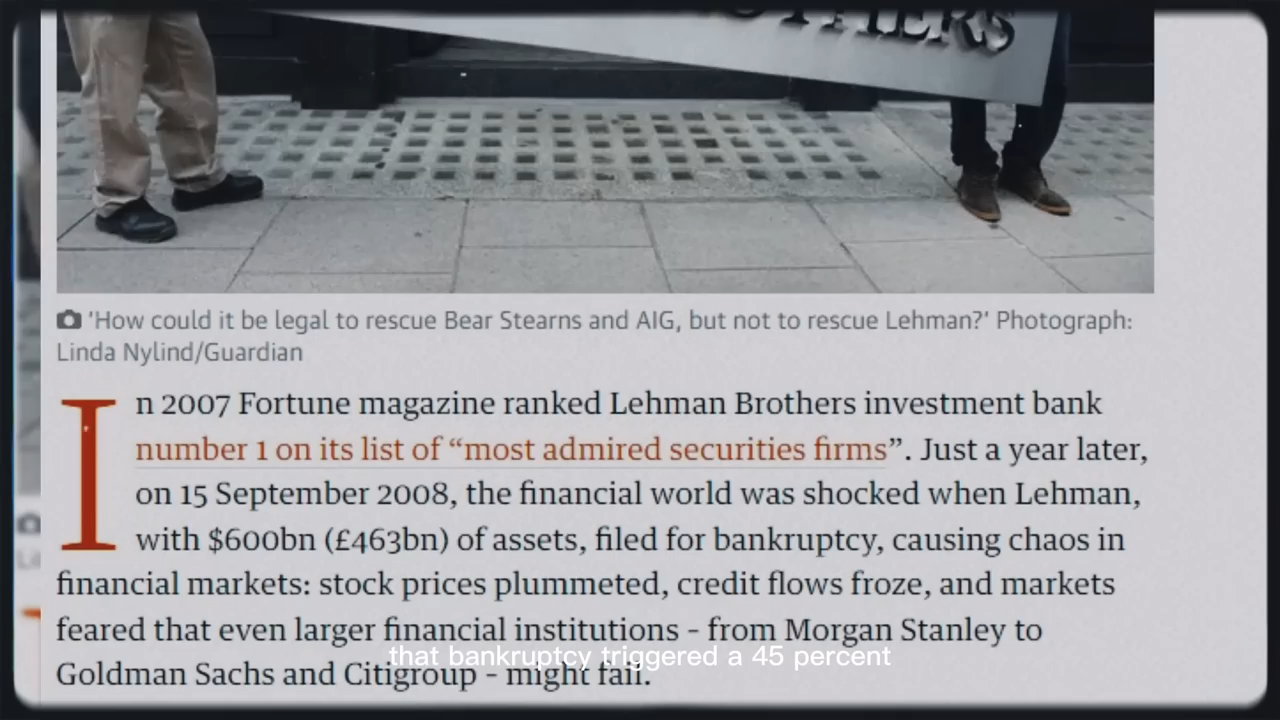 'How could it be legal to rescue Bear Stearns and AIG, but not to rescue Lehman?' Photograph:
Linda Nylind/Guardian
In 2007 Fortune magazine ranked Lehman Brothers investment bank
number 1 on its list of “most admired securities firms”. Just a year later,
on 15 September 2008, the financial world was shocked when Lehman,
with $600bn (£463bn) of assets, filed for bankruptcy, causing chaos in
financial markets: stock prices plummeted, credit flows froze, and markets
feared that even larger financial institutions – from Morgan Stanley to
that bankruptcy triggered a 45 percent
Goldman Sachs and Citigroup – might fail.